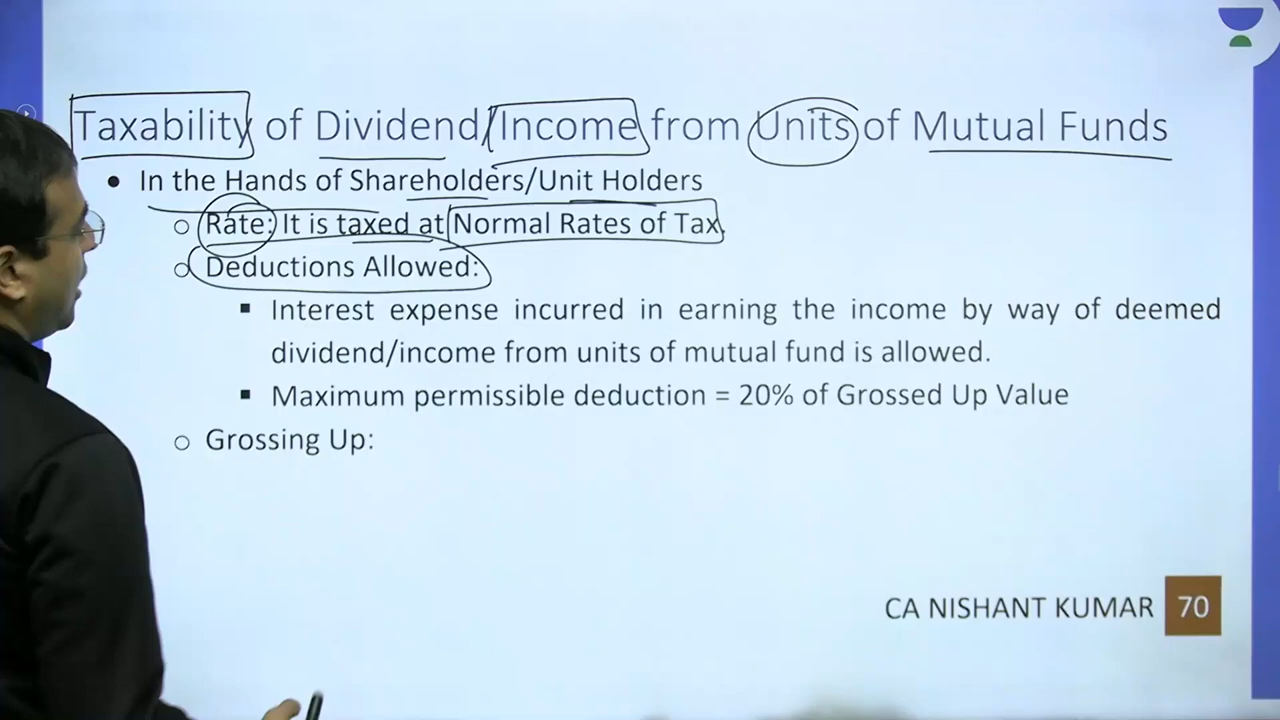 Taxability of Dividend/Income from Units of Mutual Funds
• In the Hands of Shareholders/Unit Holders
○ Rate: It is taxed at Normal Rates of Tax.
○ Deductions Allowed:
▪ Interest expense incurred in earning the income by way of deemed
dividend/income from units of mutual fund is allowed.
▪ Maximum permissible deduction = 20% of Grossed Up Value
○ Grossing Up:
CA NISHANT KUMAR 70